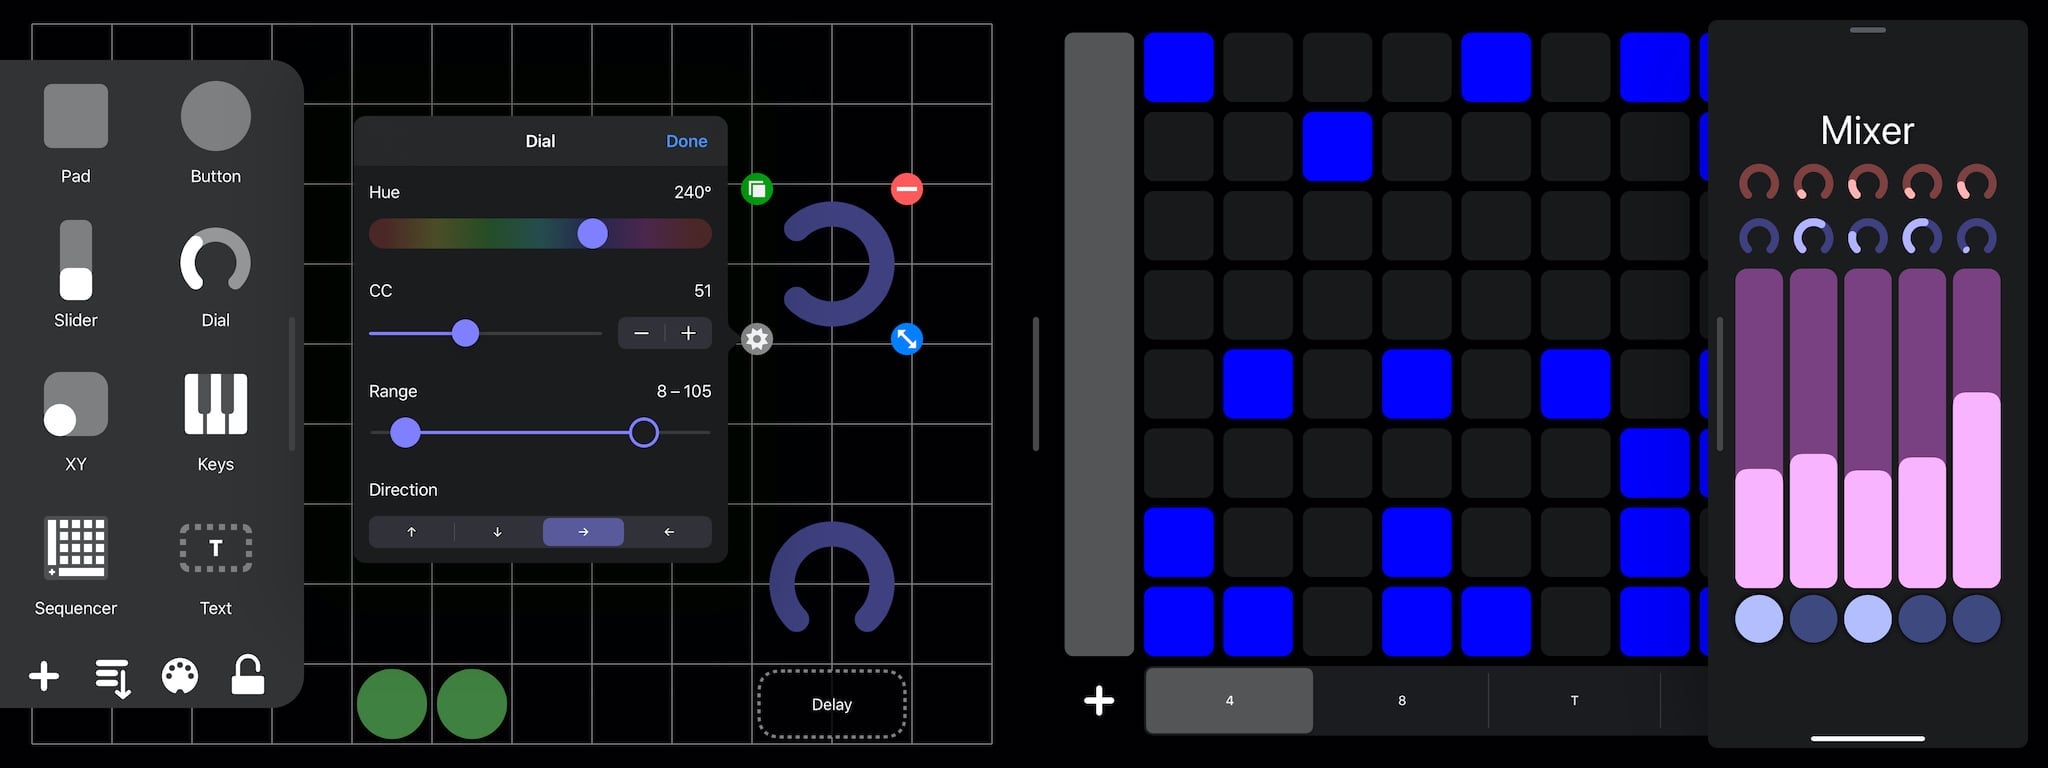 Pad
Button
Slider
Dial
XY
Keys
Sequencer
T
Text
Dial
Done
Hue
240°
CC
51
Range
8 – 105
Direction
Delay
4
8
T
Mixer